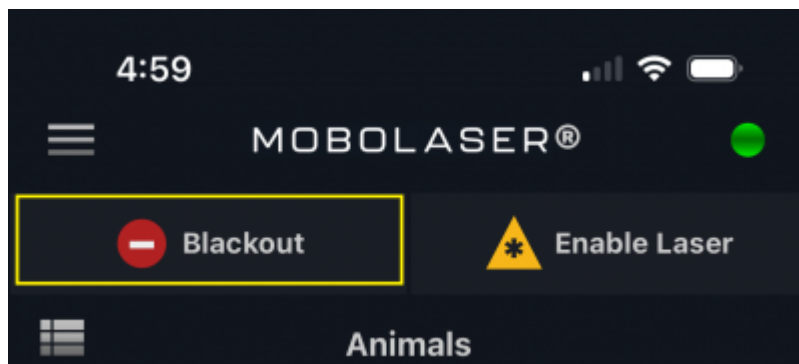 4:59
MOBOLASER®
Blackout
Enable Laser
Animals